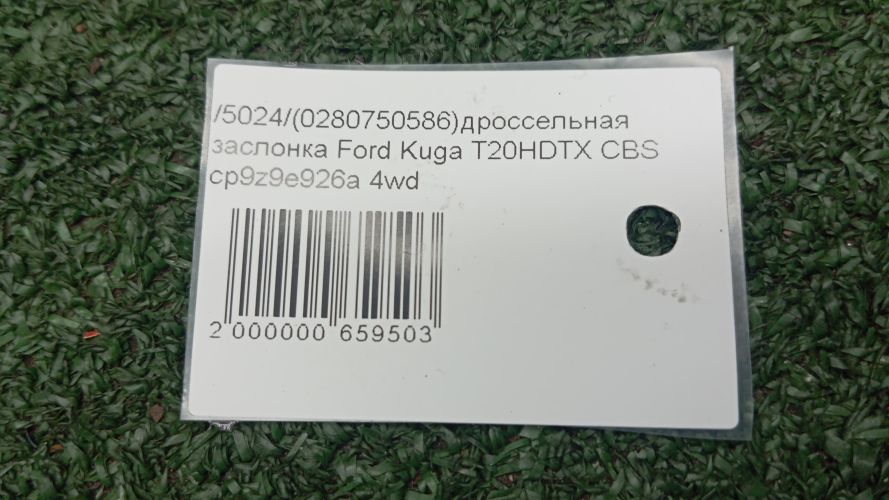 /5024/(0280750586)дроссельная
заслонка Ford Kuga T20HDTX CBS
cp9z9e926a 4wd
2 000000 659503